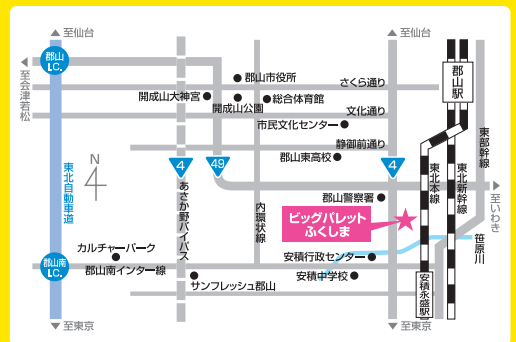 ▲至仙台
▲至仙台
郡山I.C.
至会津若松
郡山市役所
さくら通り
郡山駅
開成山大神宮
開成山公園
総合体育館
文化通り
市民文化センター
静御前通り
郡山東高校
東部幹線
N
4
49
4
東北自動車道
あさか野バイパス
内環状線
郡山警察署
東北本線
東北新幹線
至いわき
ビッグパレット
ふくしま
笹原川
カルチャーパーク
安積行政センター
郡山南I.C.
郡山南インター線
安積中学校
サンフレッシュ郡山
安積永盛駅
▼至東京
▼至東京